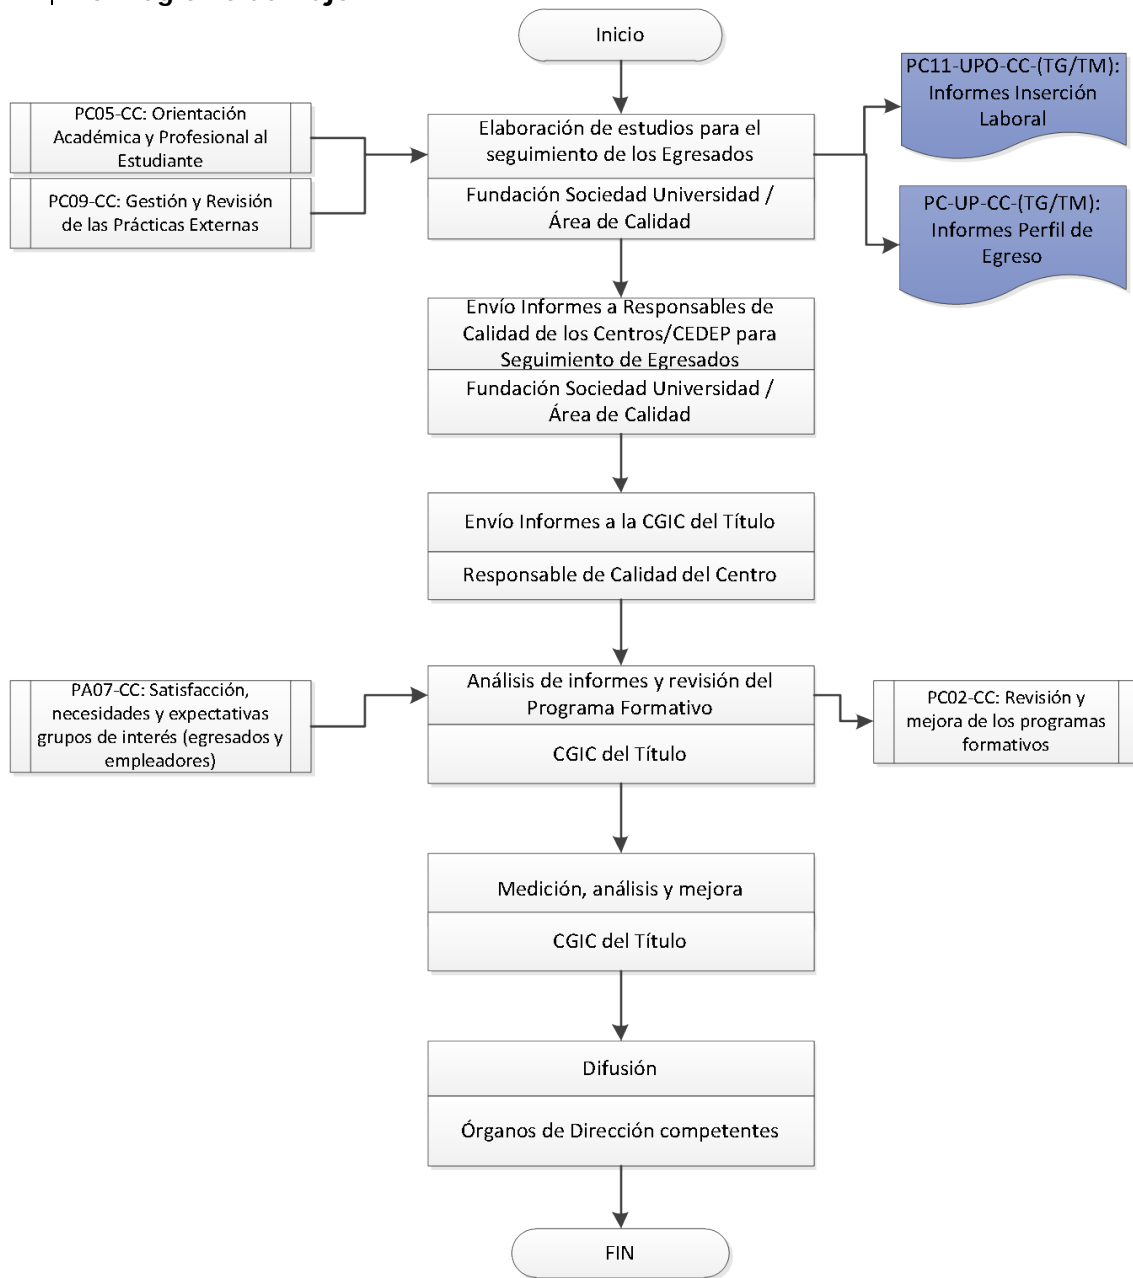 Inicio
PC11-UPO-CC-(TG/TM):
Informes Inserción
Laboral
PC05-CC: Orientación
Académica y Profesional al
Estudiante
Elaboración de estudios para el
seguimiento de los Egresados
PC09-CC: Gestión y Revisión
de las Prácticas Externas
Fundación Sociedad Universidad /
Área de Calidad
PC-UP-CC-(TG/TM):
Informes Perfil de
Egreso
Envío Informes a Responsables de
Calidad de los Centros/CEDEP para
Seguimiento de Egresados
Fundación Sociedad Universidad /
Área de Calidad
Envío Informes a la CGIC del Título
Responsable de Calidad del Centro
PA07-CC: Satisfacción,
necesidades y expectativas
grupos de interés (egresados y
empleadores)
Análisis de informes y revisión del
Programa Formativo
CGIC del Título
PC02-CC: Revisión y
mejora de los programas
formativos
Medición, análisis y mejora
CGIC del Título
Difusión
Órganos de Dirección competentes
FIN